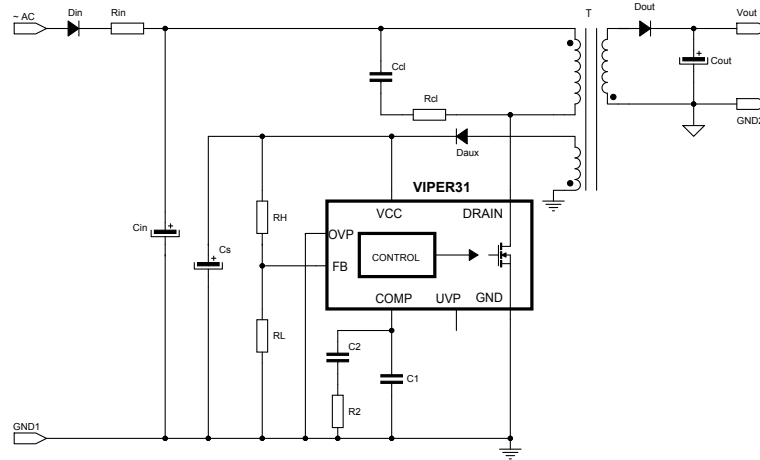 ~ AC
Din
Rin
T
Dout
Vout
Ccl
Cout
Rcl
GND2
Daux
VIPER31
VCC
DRAIN
RH
Cin
Cs
OVP
CONTROL
FB
COMP
UVP
GND
RL
C2
C1
R2
GND1
+
+
+